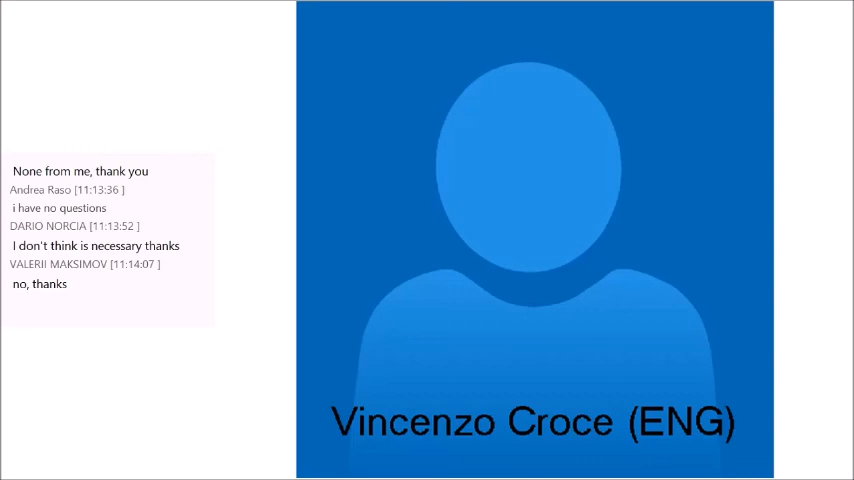 None from me, thank you
Andrea Raso [11:13:36 ]
i have no questions
DARIO NORCIA [11:13:52 ]
I don't think is necessary thanks
VALERII MAKSIMOV [11:14:07 ]
no, thanks
Vincenzo Croce (ENG)